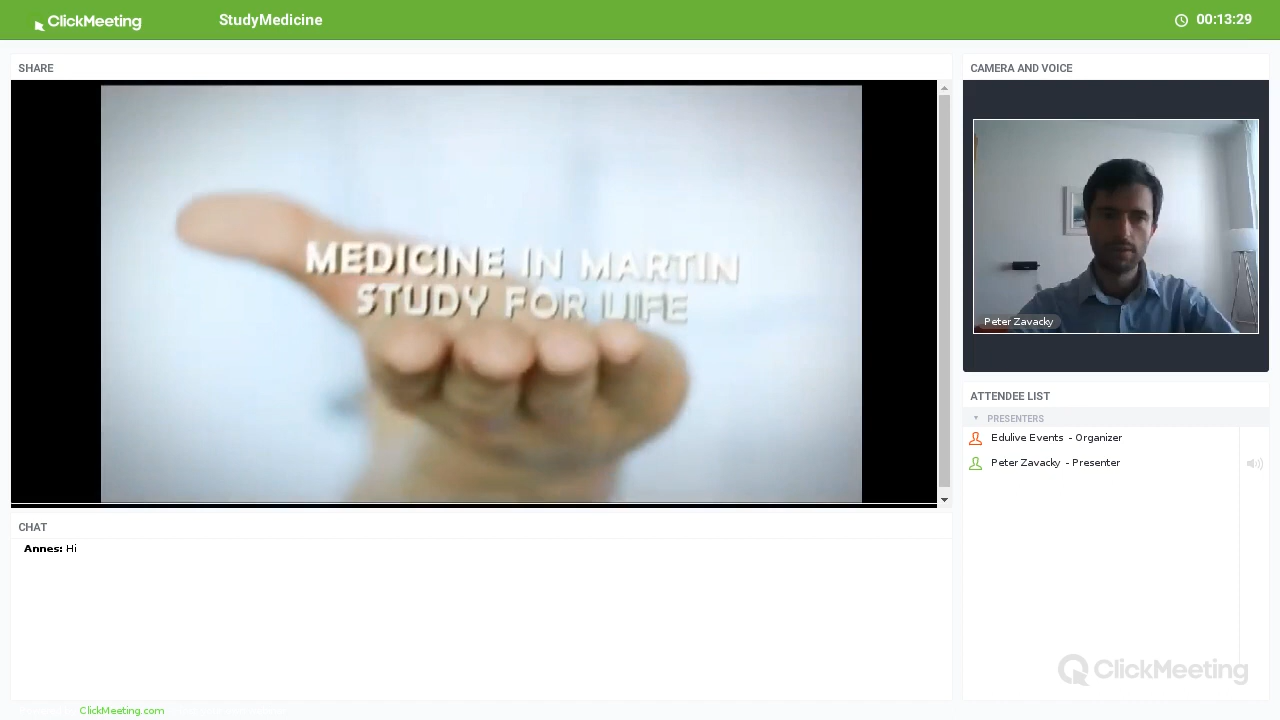 ClickMeeting
StudyMedicine
00:13:29
SHARE
MEDICINE IN MARTIN
STUDY FOR LIFE
CAMERA AND VOICE
Peter Zavacky
ATTENDEE LIST
PRESENTERS
Edulive Events - Organizer
Peter Zavacky - Presenter
CHAT
Annes: Hi
ClickMeeting
ClickMeeting.com